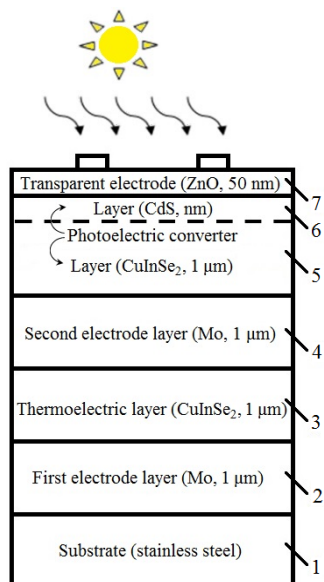 Transparent electrode (ZnO, 50 nm)
7
Layer (CdS, nm)
6
Photoelectric converter
5
Layer (CuInSe₂, 1 μm)
Second electrode layer (Mo, 1 μm)
4
Thermoelectric layer (CuInSe₂, 1 μm)
3
First electrode layer (Mo, 1 μm)
2
Substrate (stainless steel)
1